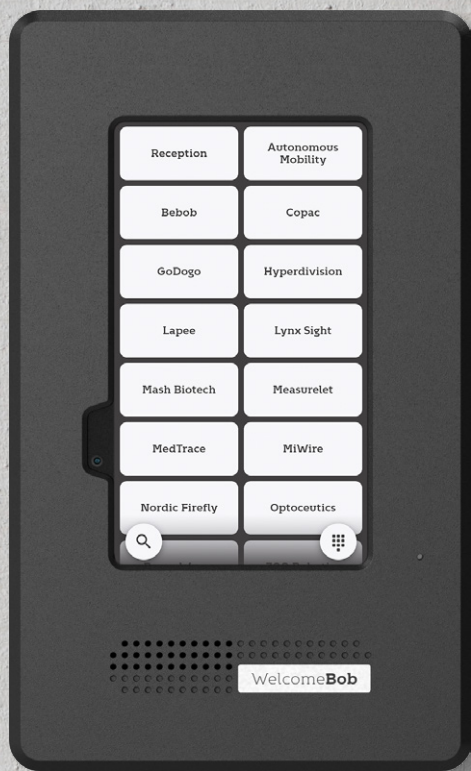 Reception
Autonomous
Mobility
Bebob
Copac
GoDogo
Hyperdivision
Lapee
Lynx Sight
Mash Biotech
Measurelet
MedTrace
MiWire
Nordic Firefly
Optoceutics
WelcomeBob